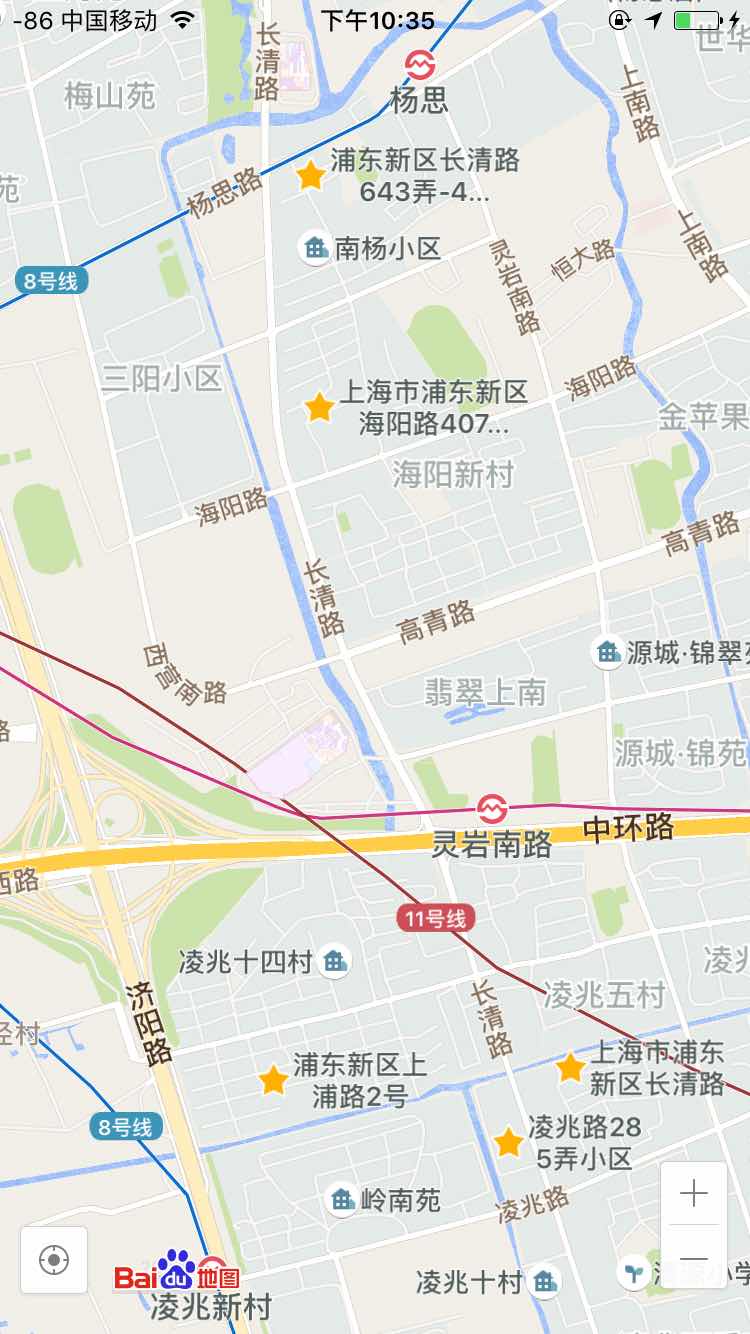 -86 中国移动
下午10:35
世华
长清路
上南路
梅山苑
杨思
浦东新区长清路
643弄-4...
苑
杨思路
南杨小区
上南路
灵岩南路
恒大路
8号线
三阳小区
海阳路
上海市浦东新区
海阳路407...
金苹果
海阳新村
海阳路
高青路
长清路
高青路
源城·锦翠
西营南路
翡翠上南
路
源城·锦苑
灵岩南路
中环路
西路
11号线
凌兆十四村
凌兆
长清路
凌兆五村
济阳路
上海市浦东
新区长清路
浦东新区上
浦路2号
8号线
凌兆路28
5弄小区
岭南苑
凌兆路
Bai du 地图
凌兆新村
凌兆十村